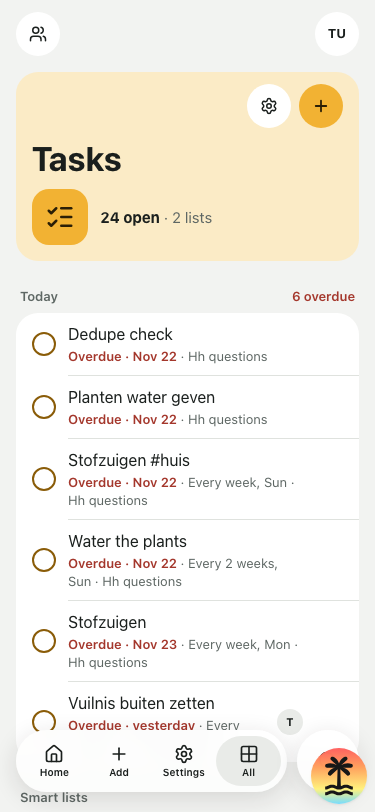 TU
Tasks
24 open · 2 lists
Today
6 overdue
Dedupe check
Overdue · Nov 22 · Hh questions
Planten water geven
Overdue · Nov 22 · Hh questions
Stofzuigen #huis
Overdue · Nov 22 · Every week, Sun ·
Hh questions
Water the plants
Overdue · Nov 22 · Every 2 weeks,
Sun · Hh questions
Stofzuigen
Overdue · Nov 23 · Every week, Mon ·
Hh questions
Vuilnis buiten zetten
Overdue · yesterday · Every
T
Home
Add
Settings
All
Smart lists